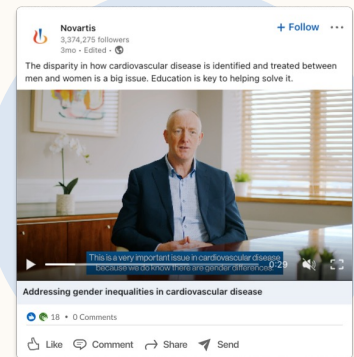 Novartis
+ Follow ...
3,374,275 followers
3mo • Edited •
The disparity in how cardiovascular disease is identified and treated between
men and women is a big issue. Education is key to helping solve it.
This is a very important issue in cardiovascular disease
because we do know there are gender differences
0:29
Addressing gender inequalities in cardiovascular disease
18 • 0 Comments
Like Comment Share Send